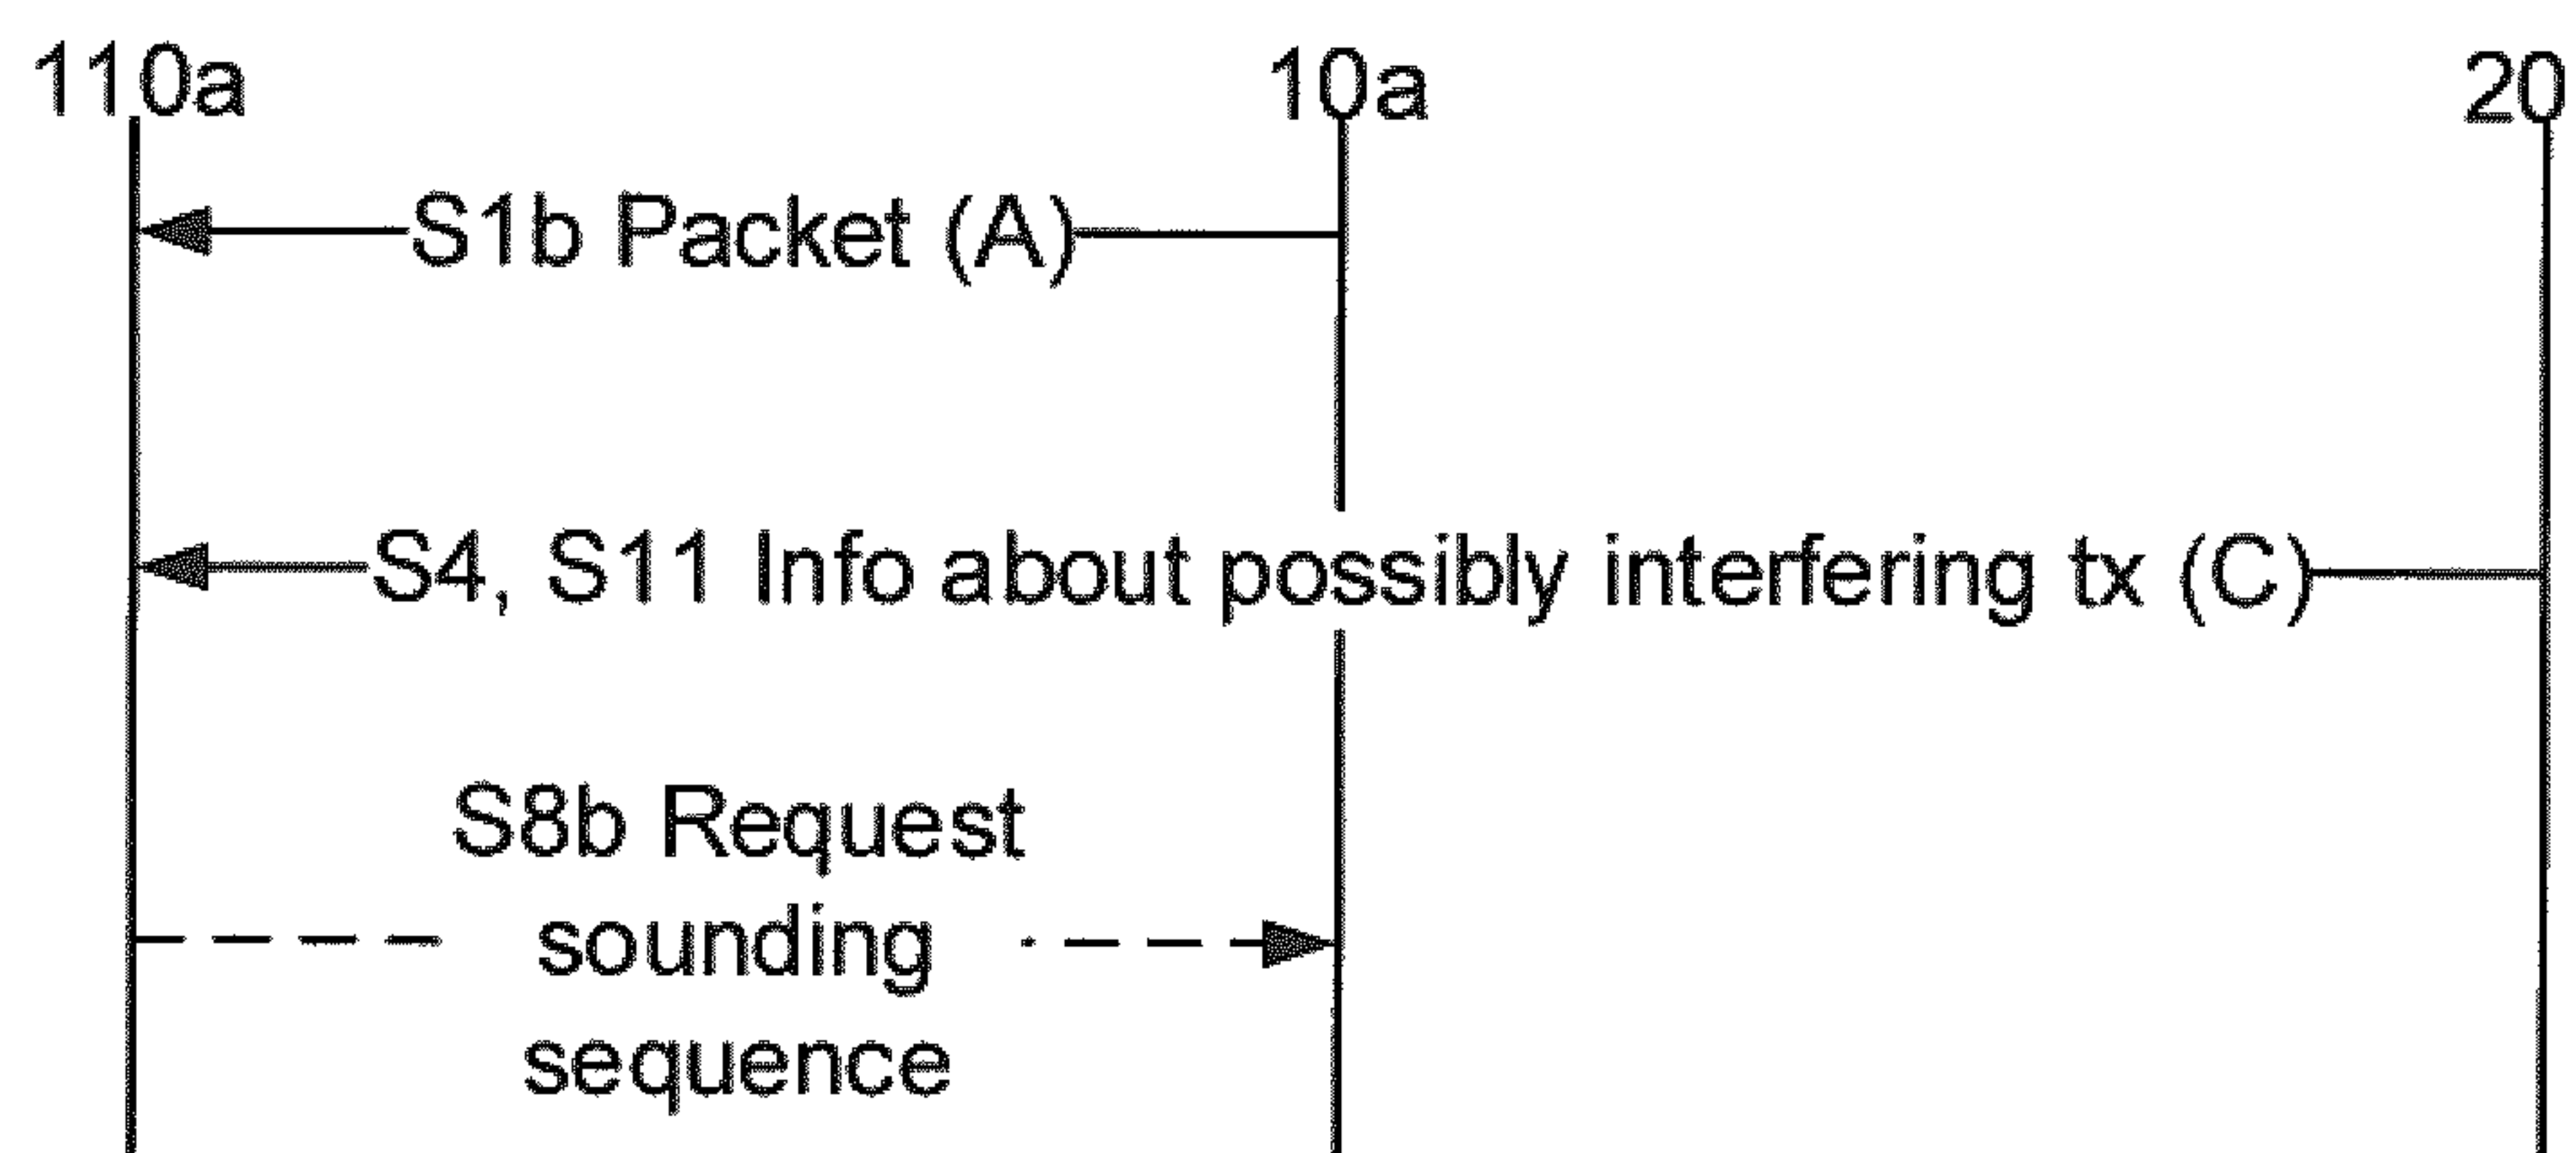 110a 10a 20
S1b Packet (A)
S4, S11 Info about possibly interfering tx (C)
S8b Request
sounding
sequence